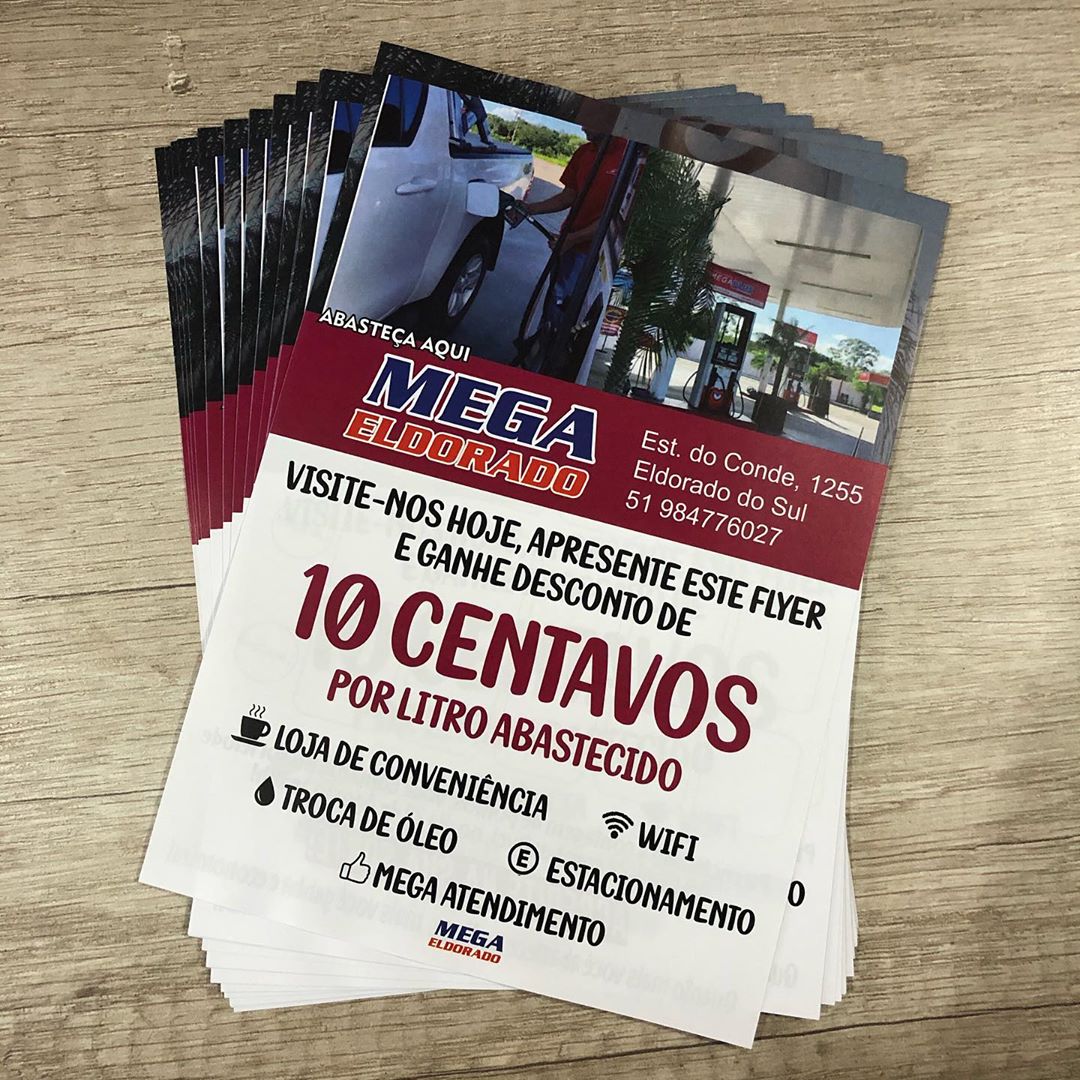 ABASTEÇA AQUI
MEGA
ELDORADO
Est. do Conde, 1255
Eldorado do Sul
51 984776027
VISITE-NOS HOJE, APRESENTE ESTE FLYER
E GANHE DESCONTO DE
10 CENTAVOS
POR LITRO ABASTECIDO
LOJA DE CONVENIÊNCIA
WIFI
TROCA DE ÓLEO
E ESTACIONAMENTO
MEGA ATENDIMENTO
MEGA
ELDORADO